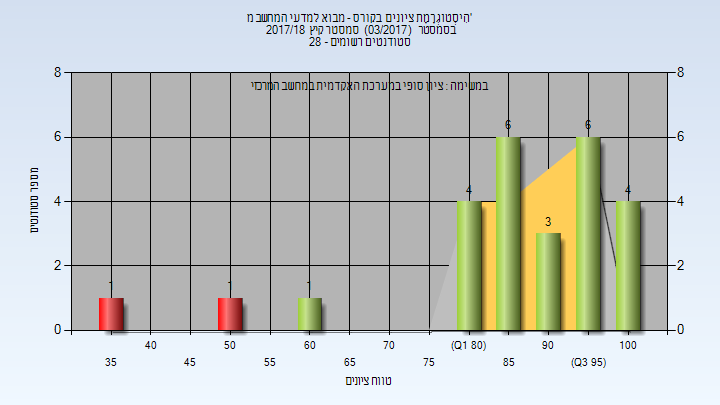 היסטוגרמת ציונים בקורס - מבוא למדעי המחשב מ'
בסמסטר (03/2017) סמסטר קיץ 2017/18
סטודנטים רשומים - 28
במשימה : ציון סופי במערכת האקדמית במחשב המרכזי
מספר סטודנטים
8 8
6 6
4 4
2 2
0 0
1 1 1 4 6 3 6 4
40 50 60 70 (Q1 80) 90 100
35 45 55 65 75 85 (Q3 95)
טווח ציונים